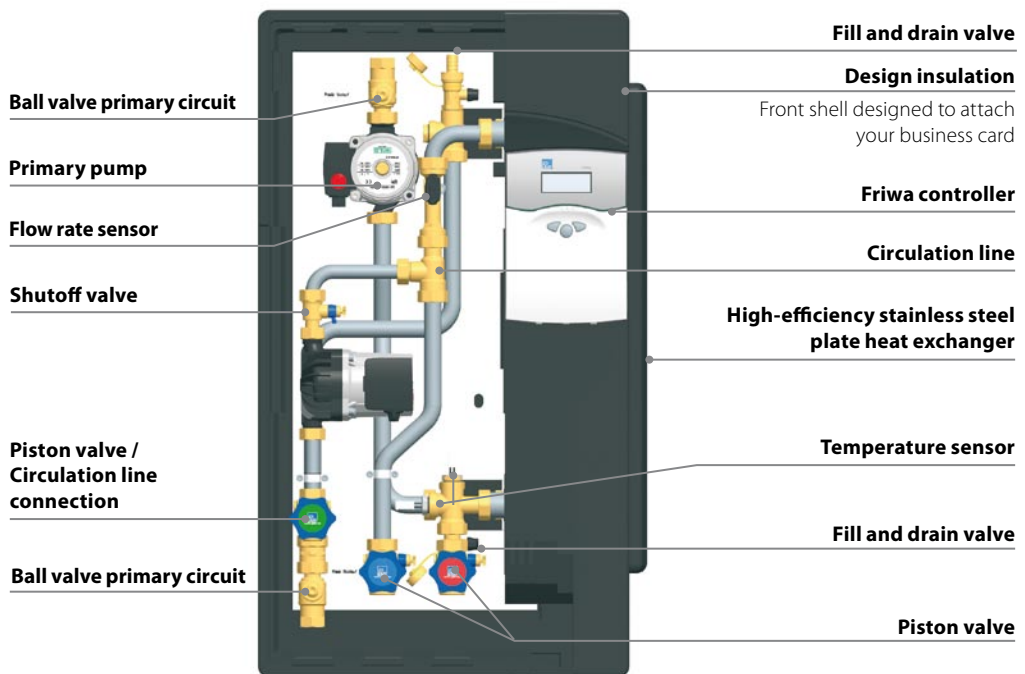 Ball valve primary circuit
Primary pump
Flow rate sensor
Shutoff valve
Piston valve /
Circulation line
connection
Ball valve primary circuit
Fill and drain valve
Design insulation
Front shell designed to attach
your business card
Friwa controller
Circulation line
High-efficiency stainless steel
plate heat exchanger
Temperature sensor
Fill and drain valve
Piston valve